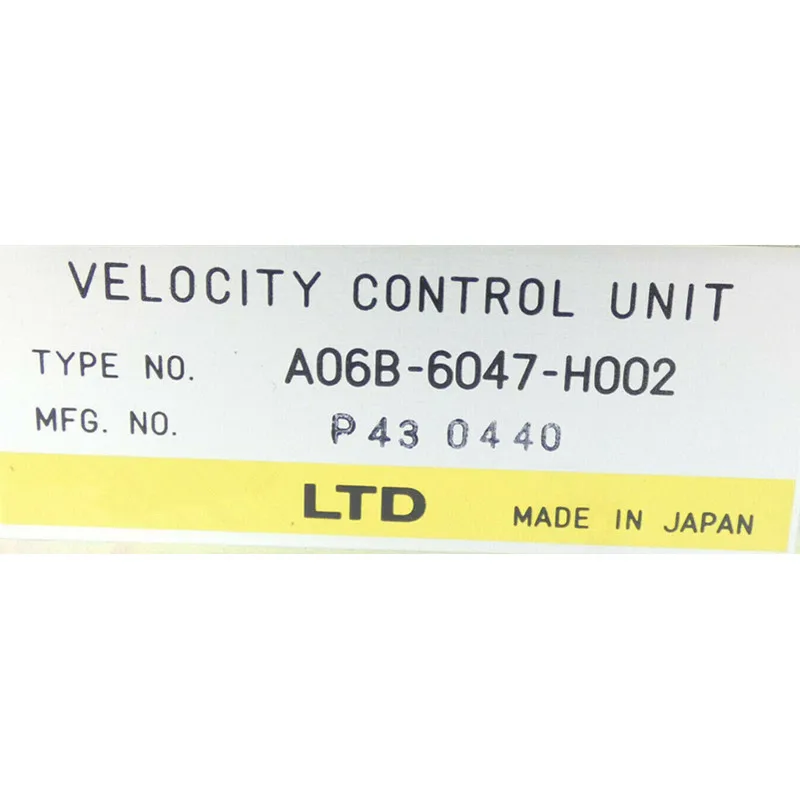 VELOCITY CONTROL UNIT
TYPE NO. A06B-6047-H002
MFG. NO. P43 0440
LTD MADE IN JAPAN